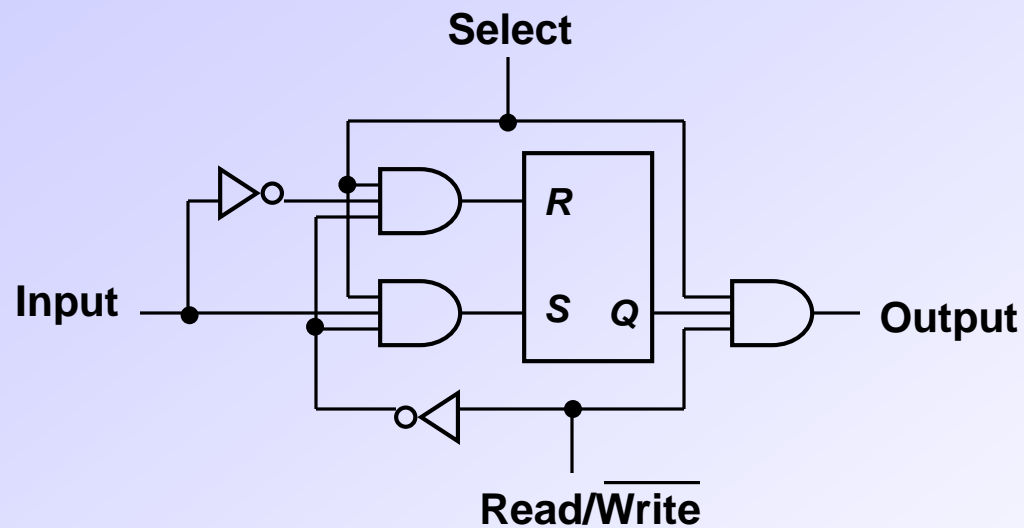 Select
R
Input
S Q
Output
Read/Write